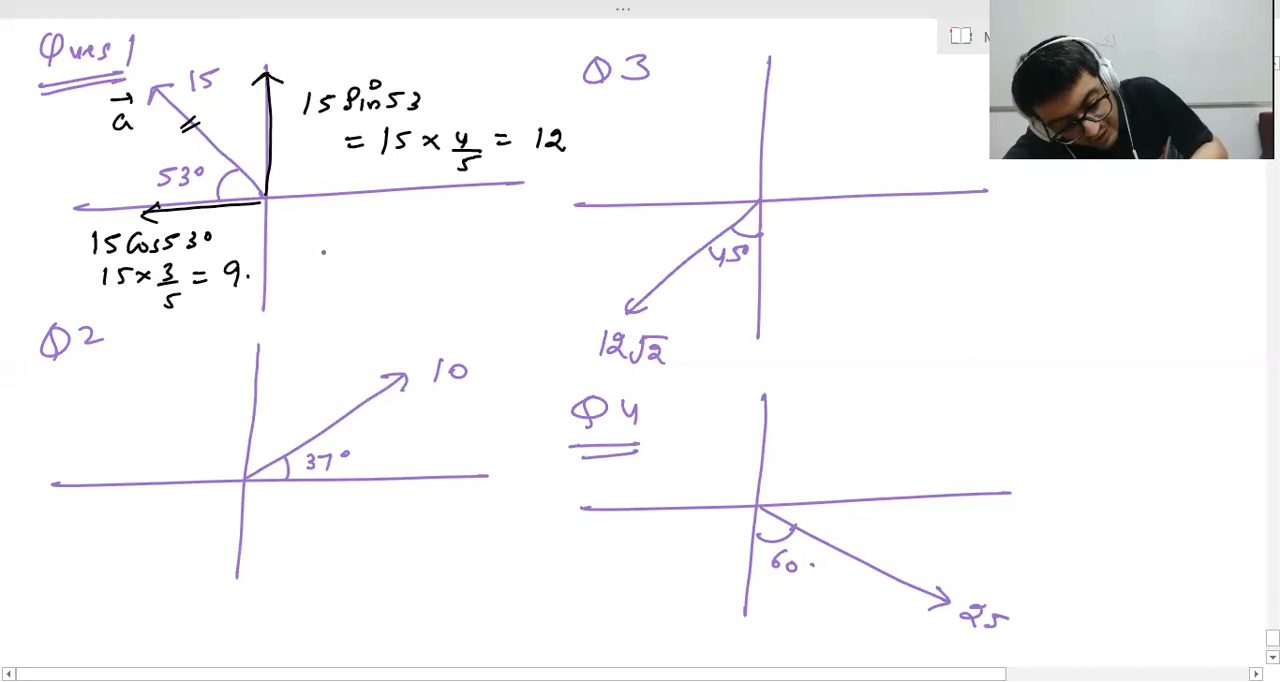 Ques 1
15
a
53°
15 Sin 53°
= 15 × 4/5 = 12
15 Cos 53°
15 × 3/5 = 9.
Q 2
10
37°
Q 3
45°
12√2
Q 4
60.
25